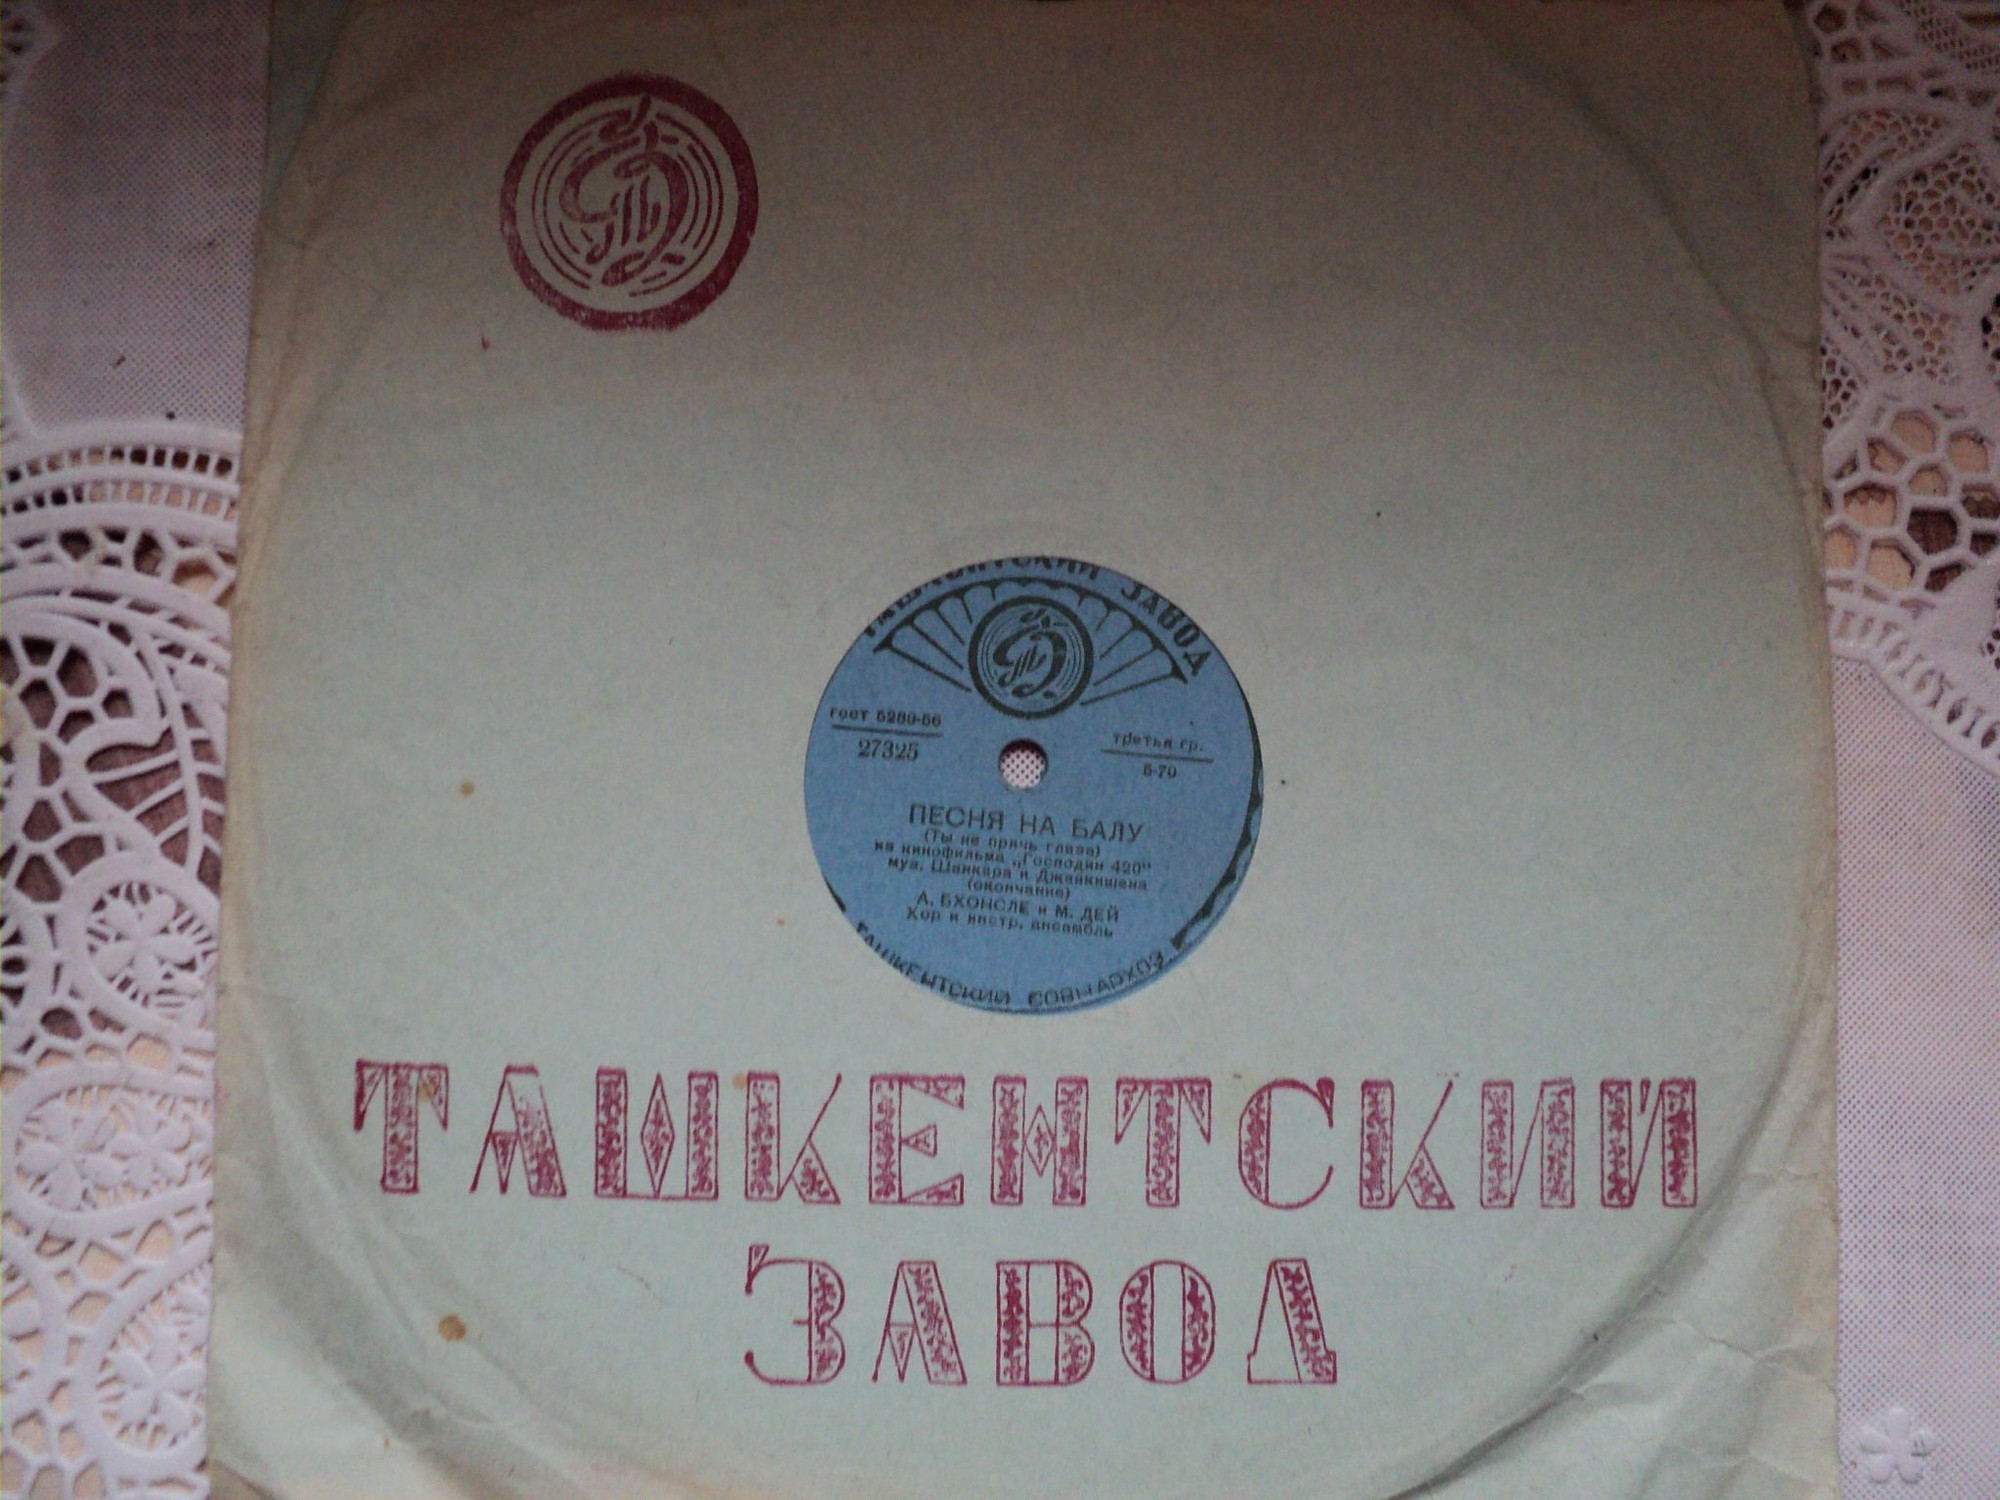 ТАШКЕНТСКИЙ ЗАВОД
ГОСТ 5289-56
27325
третья гр.
5-70
ПЕСНЯ НА БАЛУ
(Ты не прячь глаза)
из кинофильма „Господин 420"
муз. Шанкара и Джайкишена
(окончание)
А. БХОНСЛЕ и М. ДЕЙ
Хор и инстр. ансамбль
ТАШКЕНТСКИЙ СОВНАРХОЗ
ТАШКЕНТСКИЙ
ЗАВОД